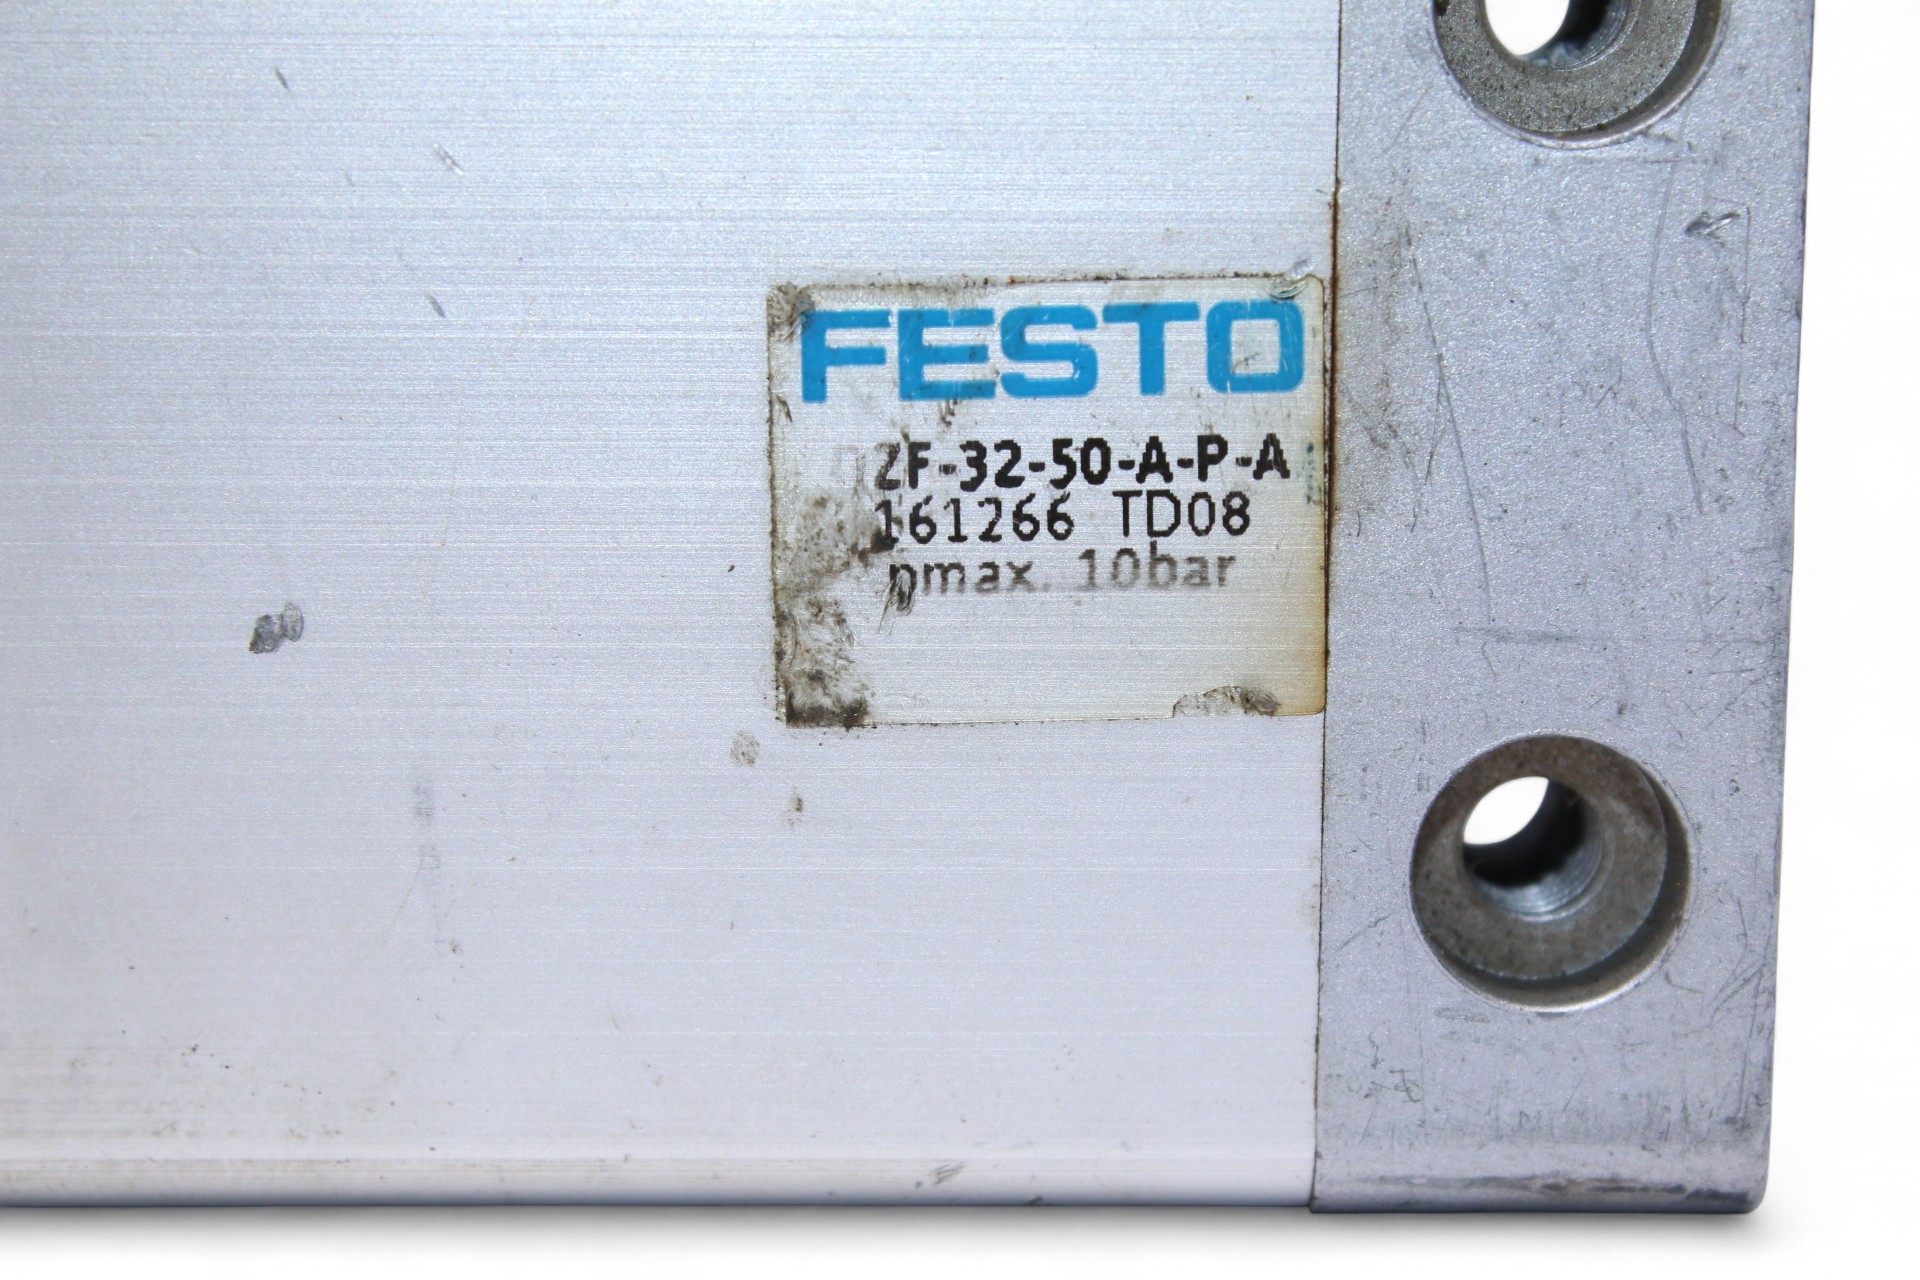 FESTO
ZF-32-50-A-P-A
161266 TD08
pmax. 10bar